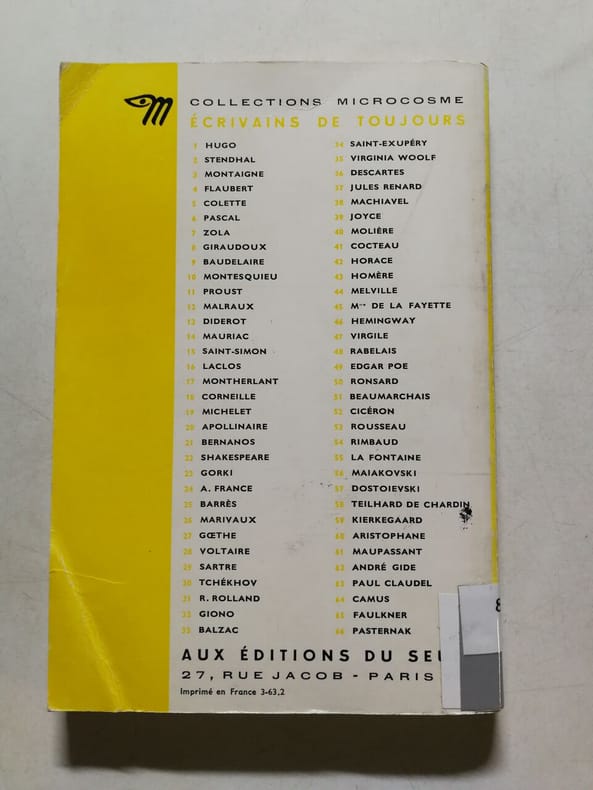 COLLECTIONS MICROCOSME
ÉCRIVAINS DE TOUJOURS
1 HUGO
2 STENDHAL
3 MONTAIGNE
4 FLAUBERT
5 COLETTE
6 PASCAL
7 ZOLA
8 GIRAUDOUX
9 BAUDELAIRE
10 MONTESQUIEU
11 PROUST
12 MALRAUX
13 DIDEROT
14 MAURIAC
15 SAINT-SIMON
16 LACLOS
17 MONTHERLANT
18 CORNEILLE
19 MICHELET
20 APOLLINAIRE
21 BERNANOS
22 SHAKESPEARE
23 GORKI
24 A. FRANCE
25 BARRÈS
26 MARIVAUX
27 GŒTHE
28 VOLTAIRE
29 SARTRE
30 TCHÉKHOV
31 R. ROLLAND
32 GIONO
33 BALZAC
34 SAINT-EXUPÉRY
35 VIRGINIA WOOLF
36 DESCARTES
37 JULES RENARD
38 MACHIAVEL
39 JOYCE
40 MOLIÈRE
41 COCTEAU
42 HORACE
43 HOMÈRE
44 MELVILLE
45 Mme DE LA FAYETTE
46 HEMINGWAY
47 VIRGILE
48 RABELAIS
49 EDGAR POE
50 RONSARD
51 BEAUMARCHAIS
52 CICÉRON
53 ROUSSEAU
54 RIMBAUD
55 LA FONTAINE
56 MAIAKOVSKI
57 DOSTOIEVSKI
58 TEILHARD DE CHARDIN
59 KIERKEGAARD
60 ARISTOPHANE
61 MAUPASSANT
62 ANDRÉ GIDE
63 PAUL CLAUDEL
64 CAMUS
65 FAULKNER
66 PASTERNAK
AUX ÉDITIONS DU SEU
27, RUE JACOB - PARIS
Imprimé en France 3-63.2